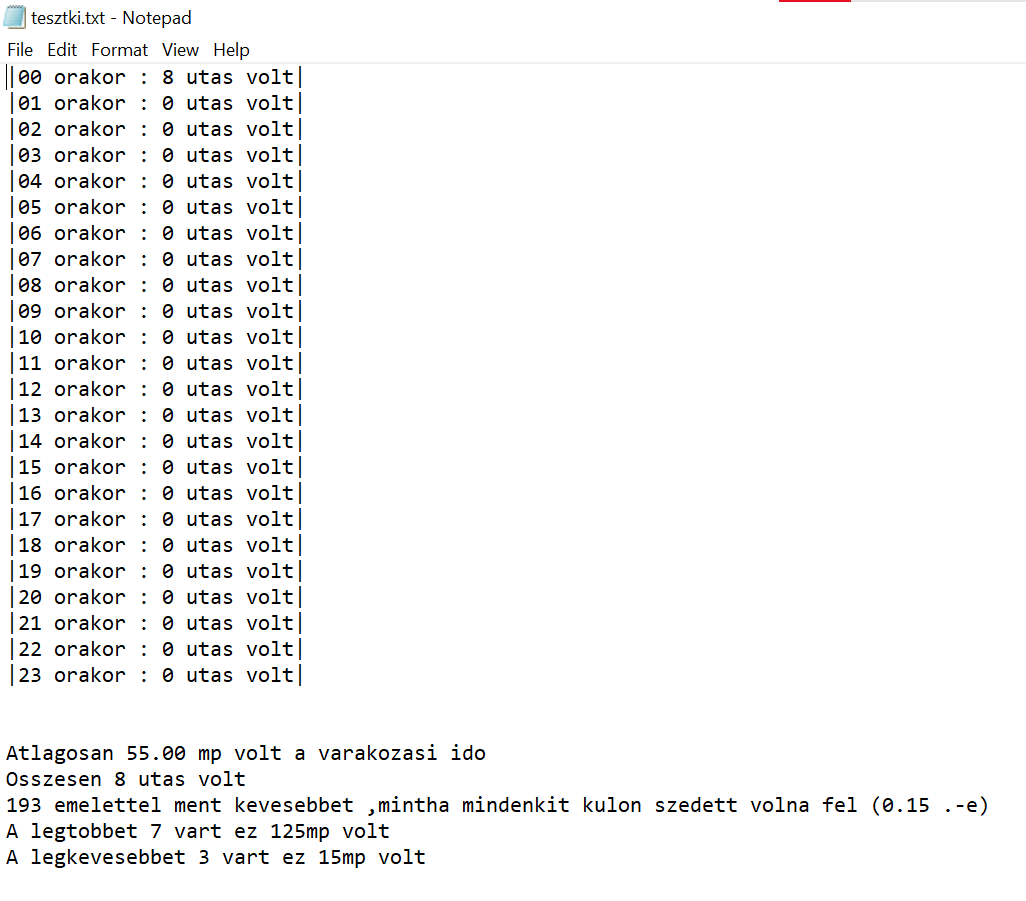 tesztki.txt - Notepad
File Edit Format View Help
|00 orakor : 8 utas volt|
|01 orakor : 0 utas volt|
|02 orakor : 0 utas volt|
|03 orakor : 0 utas volt|
|04 orakor : 0 utas volt|
|05 orakor : 0 utas volt|
|06 orakor : 0 utas volt|
|07 orakor : 0 utas volt|
|08 orakor : 0 utas volt|
|09 orakor : 0 utas volt|
|10 orakor : 0 utas volt|
|11 orakor : 0 utas volt|
|12 orakor : 0 utas volt|
|13 orakor : 0 utas volt|
|14 orakor : 0 utas volt|
|15 orakor : 0 utas volt|
|16 orakor : 0 utas volt|
|17 orakor : 0 utas volt|
|18 orakor : 0 utas volt|
|19 orakor : 0 utas volt|
|20 orakor : 0 utas volt|
|21 orakor : 0 utas volt|
|22 orakor : 0 utas volt|
|23 orakor : 0 utas volt|
Atlagosan 55.00 mp volt a varakozasi ido
Osszesen 8 utas volt
193 emelettel ment kevesebbet ,mintha mindenkit kulon szedett volna fel (0.15 .-e)
A legtobbet 7 vart ez 125mp volt
A legkevesebbet 3 vart ez 15mp volt